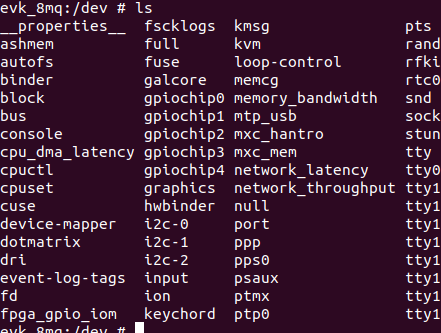 evk_8mq:/dev # ls
__properties__ fscklogs kmsg pts
ashmem full kvm rand
autofs fuse loop-control rfki
binder galcore memcg rtc0
block gpiochip0 memory_bandwidth snd
bus gpiochip1 mtp_usb sock
console gpiochip2 mxc_hantro stun
cpu_dma_latency gpiochip3 mxc_mem tty
cpuctl gpiochip4 network_latency tty0
cpuset graphics network_throughput tty1
cuse hwbinder null tty1
device-mapper i2c-0 port tty1
dotmatrix i2c-1 ppp tty1
dri i2c-2 pps0 tty1
event-log-tags input psaux tty1
fd ion ptmx tty1
fpga_gpio_iom keychord ptp0 tty1
evk_8mq:/dev #